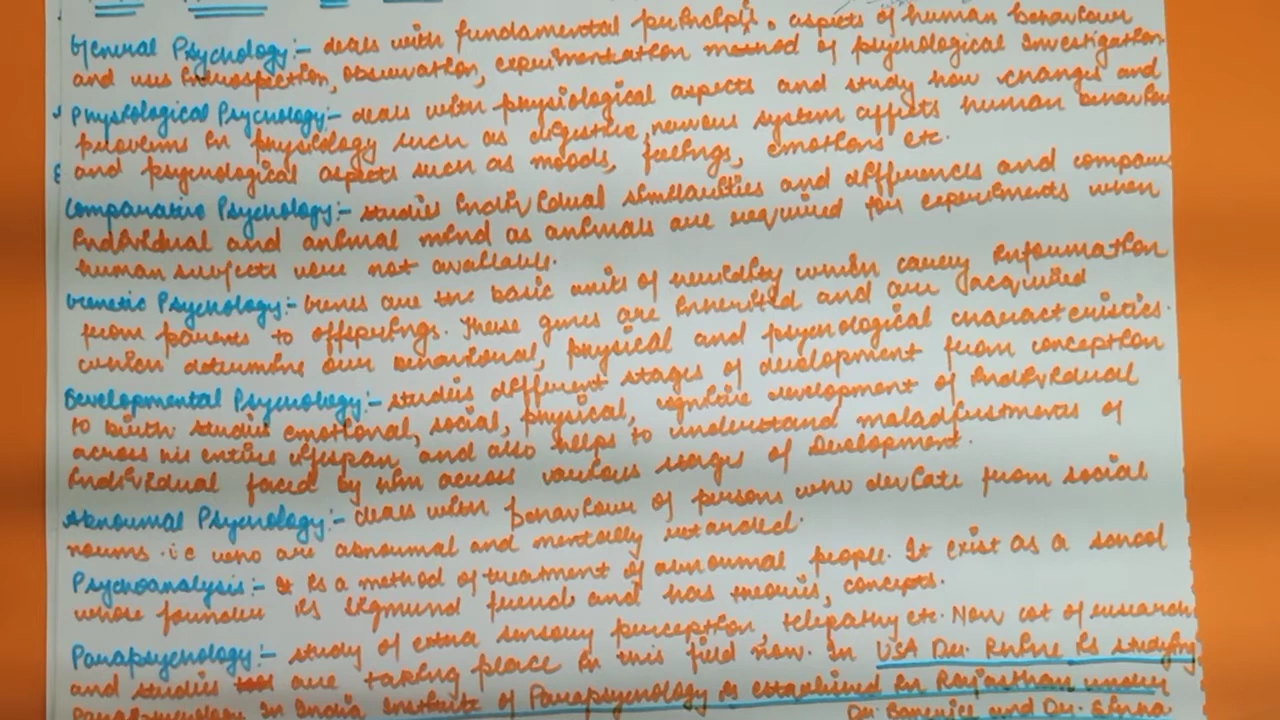 General Psychology:- deals with fundamental principle, aspects of human behaviour
and uses introspection, observation, experimentation method of psychological investigation.
Physiological Psychology:- deals with physiological aspects and study how changes and
problems in physiology such as digestive, nervous system affects human behaviour
and psychological aspects such as moods, feelings, emotions etc.
Comparative Psychology:- studies individual similarities and differences and compares
individual and animal mind as animals are required for experiments when
human subjects were not available.
Genetic Psychology:- Genes are the basic units of heredity which carry information
from parents to offsprings. These genes are inherited and are acquired
which determine our behavioural, physical and psychological characteristics.
Developmental Psychology:- studies different stages of development from conception
to birth studies emotional, social, physical, cognitive development of individual
across his entire lifespan and also helps to understand maladjustments of
individual faced by him across various stages of Development.
Abnormal Psychology:- deals with behaviour of persons who deviate from social
norms. i.e who are abnormal and mentally retarded.
Psychoanalysis:- It is a method of treatment of abnormal people. It exist as a school
whose founder is sigmund freud and has theories, concepts.
Parapsychology:- study of extra sensory perception, telepathy etc. Now lot of research
and studies are taking place in this field now. In USA Dr. Rhine is studying
parapsychology In India Institute of Parapsychology is established in Rajasthan under
Dr. Banerjee and Dr. Sinha